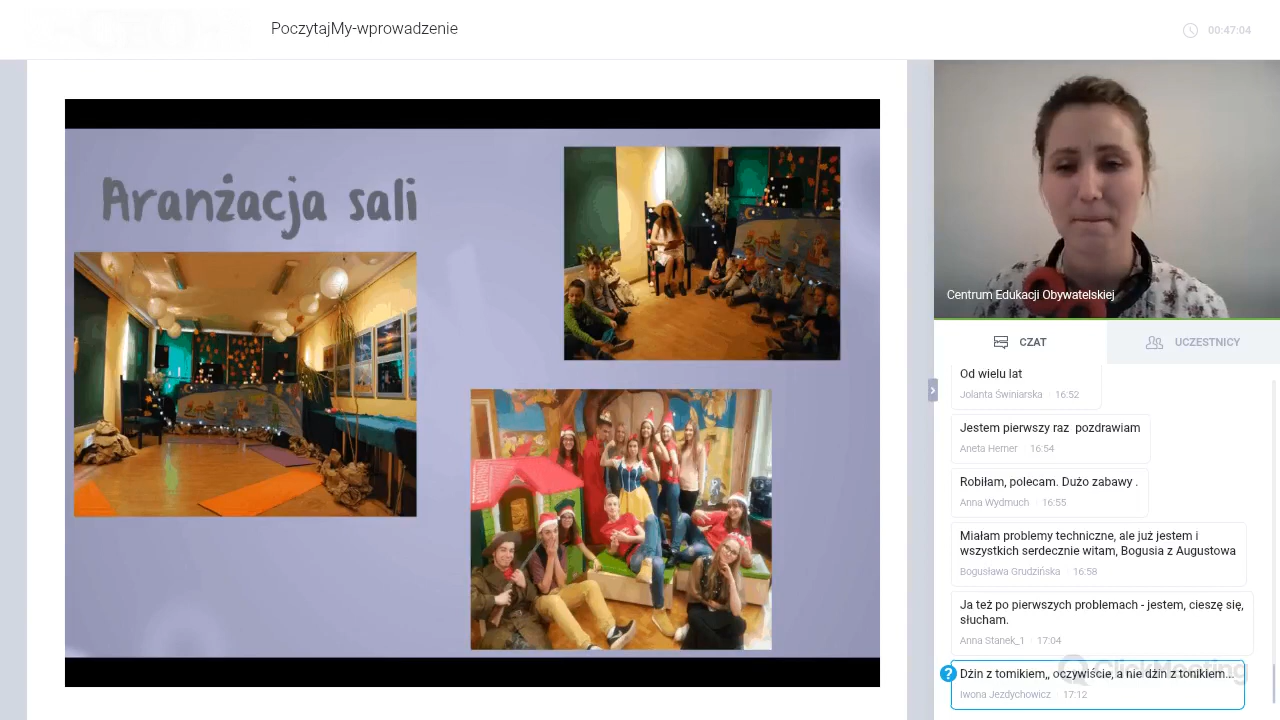 PoczytajMy-wprowadzenie
00:47:04
Aranżacja sali
Centrum Edukacji Obywatelskiej
CZAT
UCZESTNICY
Od wielu lat
Jolanta Świniarska 16:52
Jestem pierwszy raz pozdrawiam
Aneta Hemer 16:54
Robiłam, polecam. Dużo zabawy .
Anna Wydmuch 16:55
Miałam problemy techniczne, ale już jestem i
wszystkich serdecznie witam, Bogusia z Augustowa
Bogusława Grudzińska 16:58
Ja też po pierwszych problemach - jestem, cieszę się,
słucham.
Anna Stanek_1 17:04
ClickMeeting
?
Dżin z tomikiem,, oczywiście, a nie dżin z tonikiem...
Iwona Jezdychowicz 17:12